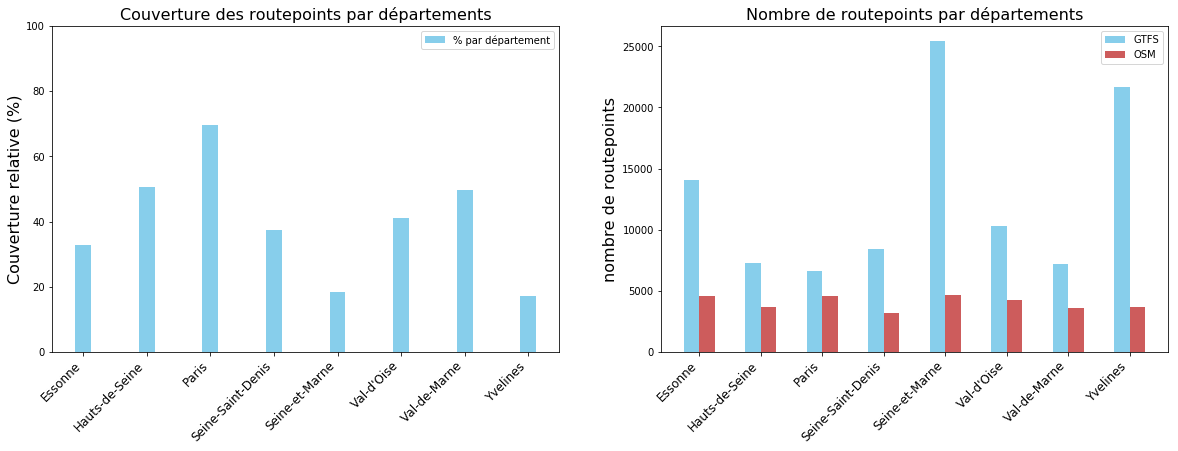 Couverture des routepoints par départements
Couverture relative (%)
100
80
60
40
20
0
% par département
Essonne
Hauts-de-Seine
Paris
Seine-Saint-Denis
Seine-et-Marne
Val-d'Oise
Val-de-Marne
Yvelines
Nombre de routepoints par départements
nombre de routepoints
25000
20000
15000
10000
5000
0
GTFS
OSM
Essonne
Hauts-de-Seine
Paris
Seine-Saint-Denis
Seine-et-Marne
Val-d'Oise
Val-de-Marne
Yvelines